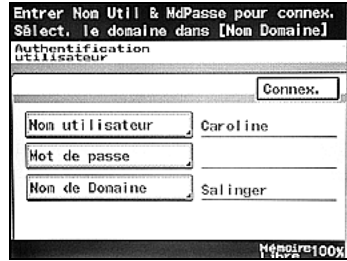 Entrer Nom Util & MdPasse pour connex.
Sélect. le domaine dans [Nom Domaine]
Authentification
utilisateur
Connex.
Nom utilisateur Caroline
Mot de passe
Nom de Domaine Salinger
Mémoire
Libre 100%